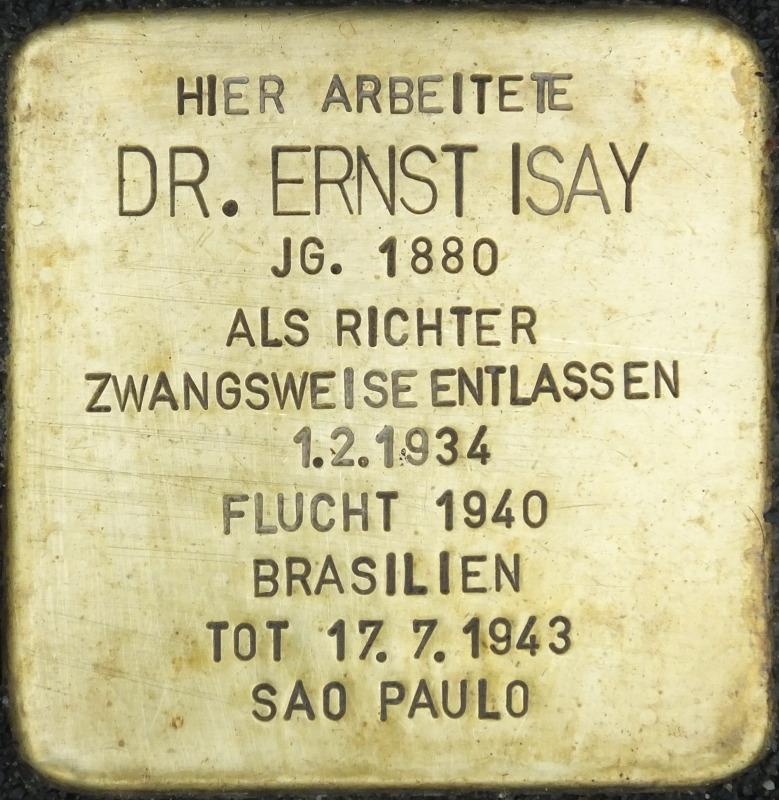 HIER ARBEITETE
DR. ERNST ISAY
JG. 1880
ALS RICHTER
ZWANGSWEISE ENTLASSEN
1.2.1934
FLUCHT 1940
BRASILIEN
TOT 17.7.1943
SAO PAULO